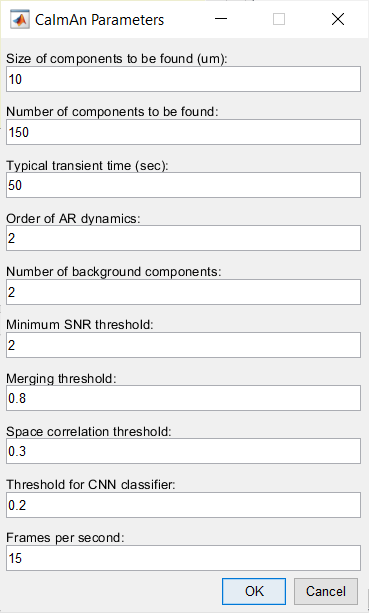 CaImAn Parameters
Size of components to be found (um):
10
Number of components to be found:
150
Typical transient time (sec):
50
Order of AR dynamics:
2
Number of background components:
2
Minimum SNR threshold:
2
Merging threshold:
0.8
Space correlation threshold:
0.3
Threshold for CNN classifier:
0.2
Frames per second:
15
OK Cancel